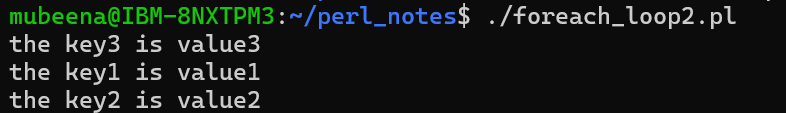 mubeena@IBM-8NXTPM3:~/perl_notes$ ./foreach_loop2.pl
the key3 is value3
the key1 is value1
the key2 is value2